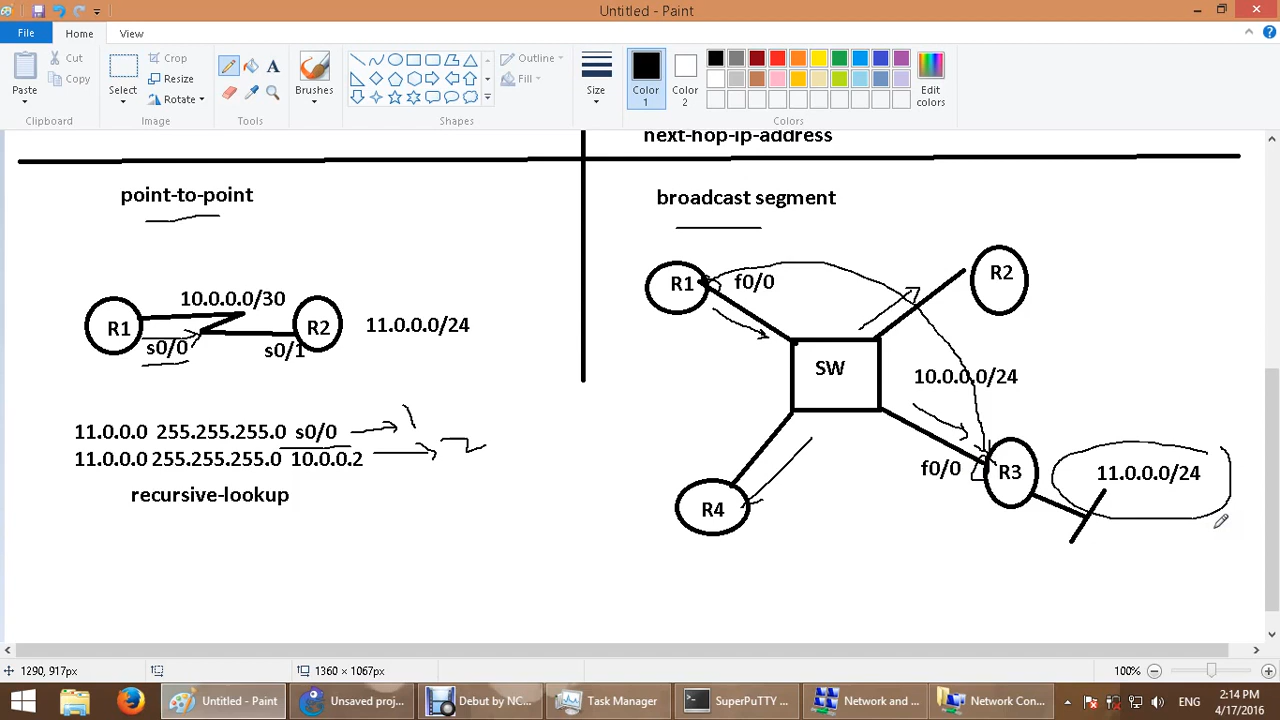 Untitled - Paint
File
Home
View
Paste
Cut
Copy
Clipboard
Select
Crop
Resize
Rotate
Image
Tools
Brushes
Outline
Fill
Shapes
Size
Color 1
Color 2
Edit colors
Colors
next-hop-ip-address
point-to-point
broadcast segment
R1
f0/0
R2
10.0.0.0/30
R1
R2
11.0.0.0/24
s0/0
s0/1
SW
10.0.0.0/24
11.0.0.0 255.255.255.0 s0/0
11.0.0.0 255.255.255.0 10.0.0.2
recursive-lookup
f0/0
R3
11.0.0.0/24
R4
1290, 917px
1360 × 1067px
100%
Untitled - Paint
Unsaved proj...
Debut by NC...
Task Manager
SuperPuTTY ...
Network and ...
Network Con...
ENG
2:14 PM
4/17/2016